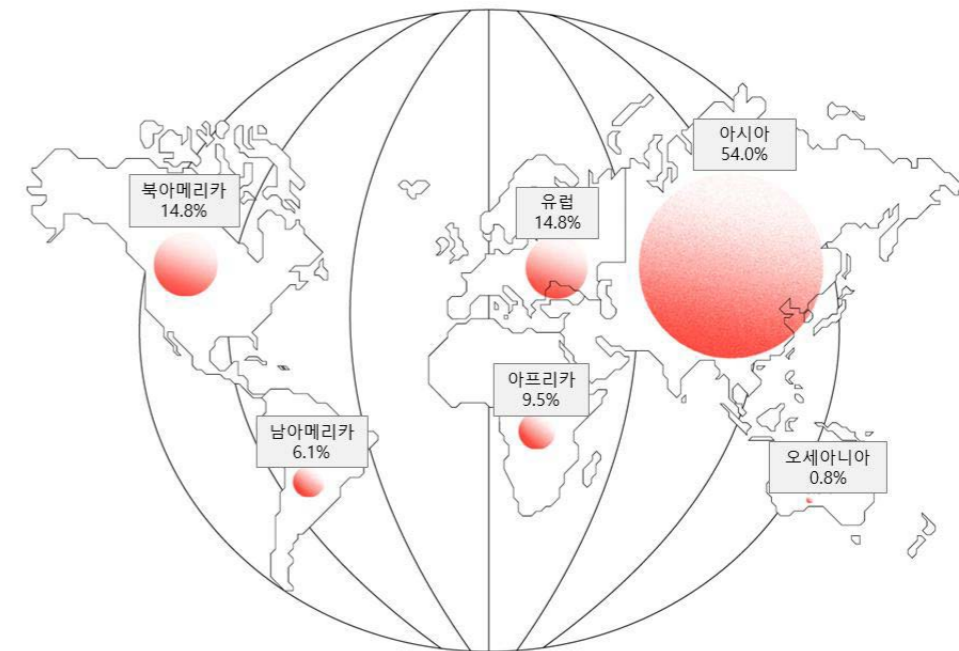 아시아
54.0%
북아메리카
14.8%
유럽
14.8%
아프리카
9.5%
남아메리카
6.1%
오세아니아
0.8%